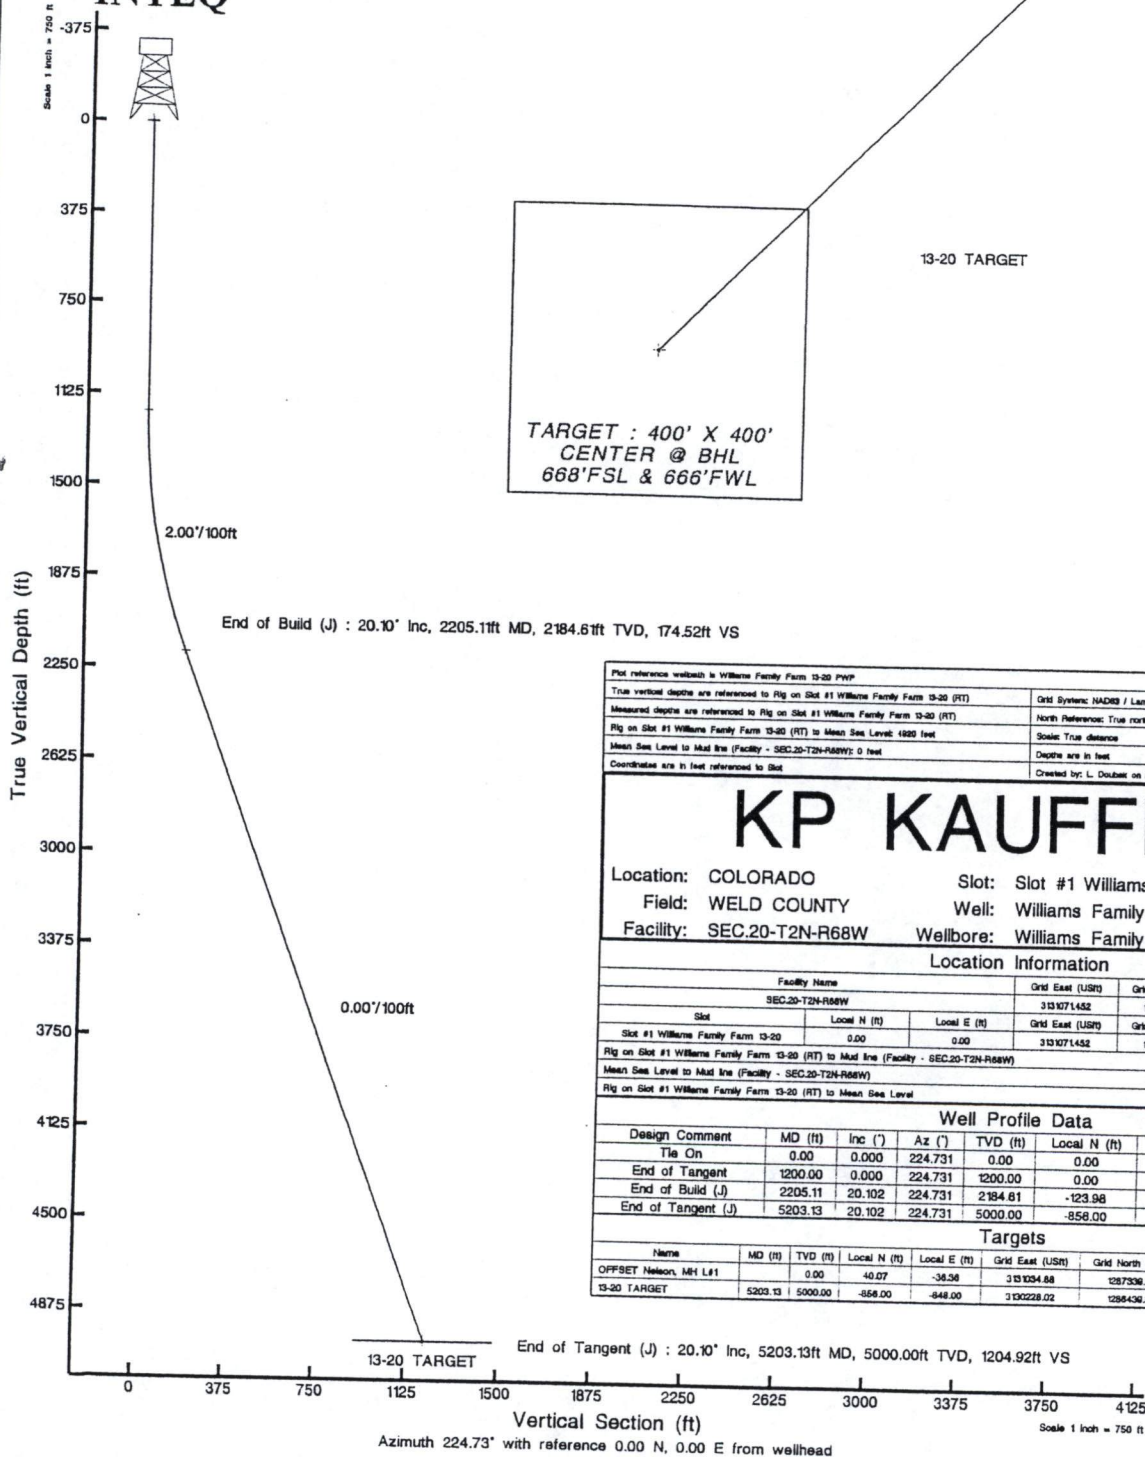 INTEQ
Scale 1 inch = 750 ft
-375
0
375
750
1125
1500
1875
2250
2625
3000
3375
3750
4125
4500
4875
True Vertical Depth (ft)
13-20 TARGET
TARGET : 400' X 400'
CENTER @ BHL
668'FSL & 666'FWL
2.00°/100ft
End of Build (J) : 20.10° Inc, 2205.11ft MD, 2184.61ft TVD, 174.52ft VS
0.00°/100ft
Plot reference wellpath is Williams Family Farm 13-20 PWP
True vertical depths are referenced to Rig on Slot #1 Williams Family Farm 13-20 (RT)
Grid System: NAD83 / Lam
Measured depths are referenced to Rig on Slot #1 Williams Family Farm 13-20 (RT)
North Reference: True nort
Rig on Slot #1 Williams Family Farm 13-20 (RT) to Mean Sea Level: 4920 feet
Scale: True distance
Mean Sea Level to Mud line (Facility - SEC.20-T2N-R68W): 0 feet
Depths are in feet
Coordinates are in feet referenced to Slot
Created by: L. Doubek on
KP KAUFF
Location: COLORADO
Slot: Slot #1 Williams
Field: WELD COUNTY
Well: Williams Family
Facility: SEC.20-T2N-R68W
Wellbore: Williams Family
Location Information
Facility Name Grid East (USft)
SEC.20-T2N-R68W 3131071.452
Slot Local N (ft) Local E (ft) Grid East (USft)
Slot #1 Williams Family Farm 13-20 0.00 0.00 3131071.452
Rig on Slot #1 Williams Family Farm 13-20 (RT) to Mud line (Facility - SEC.20-T2N-R68W)
Mean Sea Level to Mud line (Facility - SEC.20-T2N-R68W)
Rig on Slot #1 Williams Family Farm 13-20 (RT) to Mean Sea Level
Well Profile Data
Design Comment MD (ft) Inc (°) Az (°) TVD (ft) Local N (ft)
Tie On 0.00 0.000 224.731 0.00 0.00
End of Tangent 1200.00 0.000 224.731 1200.00 0.00
End of Build (J) 2205.11 20.102 224.731 2184.61 -123.98
End of Tangent (J) 5203.13 20.102 224.731 5000.00 -856.00
Targets
Name MD (ft) TVD (ft) Local N (ft) Local E (ft) Grid East (USft) Grid North
OFFSET Nelson, MH L#1 0.00 40.07 -36.36 3131034.88
13-20 TARGET 5203.13 5000.00 -856.00 -848.00 3130228.02
End of Tangent (J) : 20.10° Inc, 5203.13ft MD, 5000.00ft TVD, 1204.92ft VS
13-20 TARGET
0 375 750 1125 1500 1875 2250 2625 3000 3375 3750 4125
Vertical Section (ft)
Scale 1 inch = 750 ft
Azimuth 224.73° with reference 0.00 N, 0.00 E from wellhead